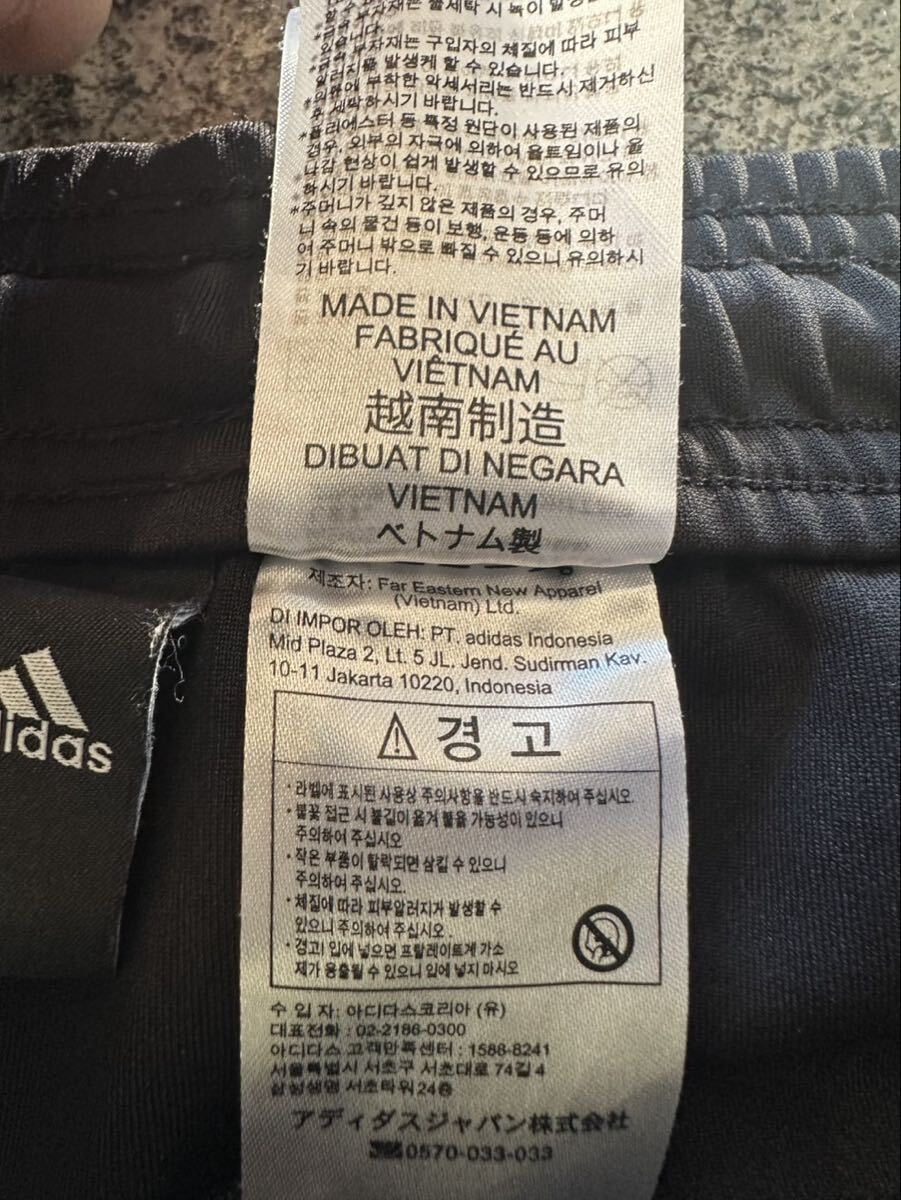 부자재는 물세탁 시 녹이 발생
있습니다.
부자재는 구입자의 체질에 따라 피부
알러지를 발생케 할 수 있습니다.
*의류에 부착한 악세서리는 반드시 제거하신
후 세탁하시기 바랍니다.
*폴리에스터 등 특정 원단이 사용된 제품의
경우, 외부의 자극에 의하여 올트임이나 올
나감 현상이 쉽게 발생할 수 있으므로 유의
하시기 바랍니다.
*주머니가 깊지 않은 제품의 경우, 주머
니 속의 물건 등이 보행, 운동 등에 의하
여 주머니 밖으로 빠질 수 있으니 유의하시
기 바랍니다.
MADE IN VIETNAM
FABRIQUÉ AU
VIÊTNAM
越南制造
DIBUAT DI NEGARA
VIETNAM
ベトナム製
제조자: Far Eastern New Apparel
(Vietnam) Ltd.
DI IMPOR OLEH: PT. adidas Indonesia
Mid Plaza 2, Lt. 5 JL. Jend. Sudirman Kav.
10-11 Jakarta 10220, Indonesia
adidas
⚠ 경 고
· 라벨에 표시된 사용상 주의사항을 반드시 숙지하여 주십시오.
· 불꽃 접근 시 불길이 옮겨 붙을 가능성이 있으니
주의하여 주십시오
· 작은 부품이 탈락되면 삼킬 수 있으니
주의하여 주십시오.
· 체질에 따라 피부알러지가 발생할 수
있으니 주의하여 주십시오 .
· 경고! 입에 넣으면 프탈레이트계 가소
제가 용출될 수 있으니 입에 넣지 마시오
수 입 자: 아디다스코리아 (유)
대표전화 : 02-2186-0300
아디다스 고객만족센터 : 1588-8241
서울특별시 서초구 서초대로 74길 4
삼성생명 서초타워 24층
アディダスジャパン株式会社
0570-033-033